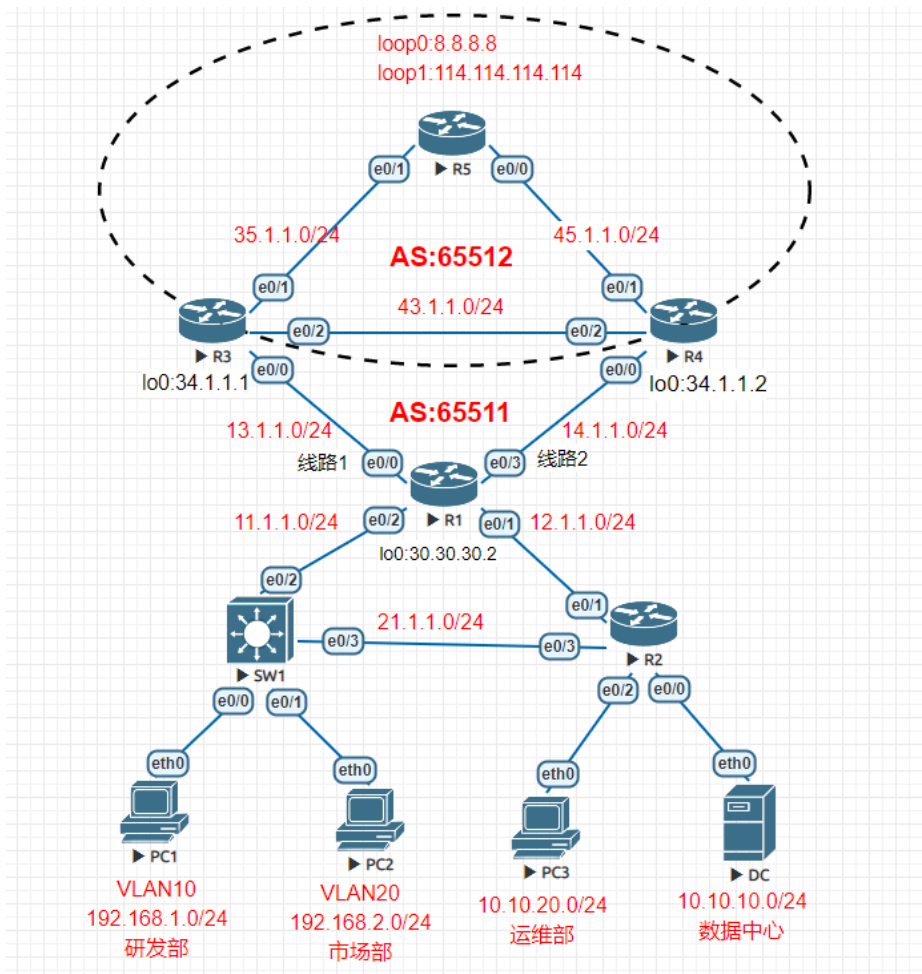 loop0:8.8.8.8
loop1:114.114.114.114
▶ R5
e0/1
e0/0
35.1.1.0/24
45.1.1.0/24
AS:65512
e0/1
e0/1
43.1.1.0/24
e0/2
e0/2
▶ R3
▶ R4
e0/0
e0/0
lo0:34.1.1.1
lo0:34.1.1.2
AS:65511
13.1.1.0/24
14.1.1.0/24
线路1
e0/0
e0/3
线路2
11.1.1.0/24
e0/2
▶ R1
e0/1
12.1.1.0/24
lo0:30.30.30.2
e0/2
e0/1
21.1.1.0/24
e0/3
e0/3
▶ SW1
▶ R2
e0/0
e0/1
e0/2
e0/0
eth0
eth0
eth0
eth0
▶ PC1
▶ PC2
▶ PC3
▶ DC
VLAN10
192.168.1.0/24
研发部
VLAN20
192.168.2.0/24
市场部
10.10.20.0/24
运维部
10.10.10.0/24
数据中心